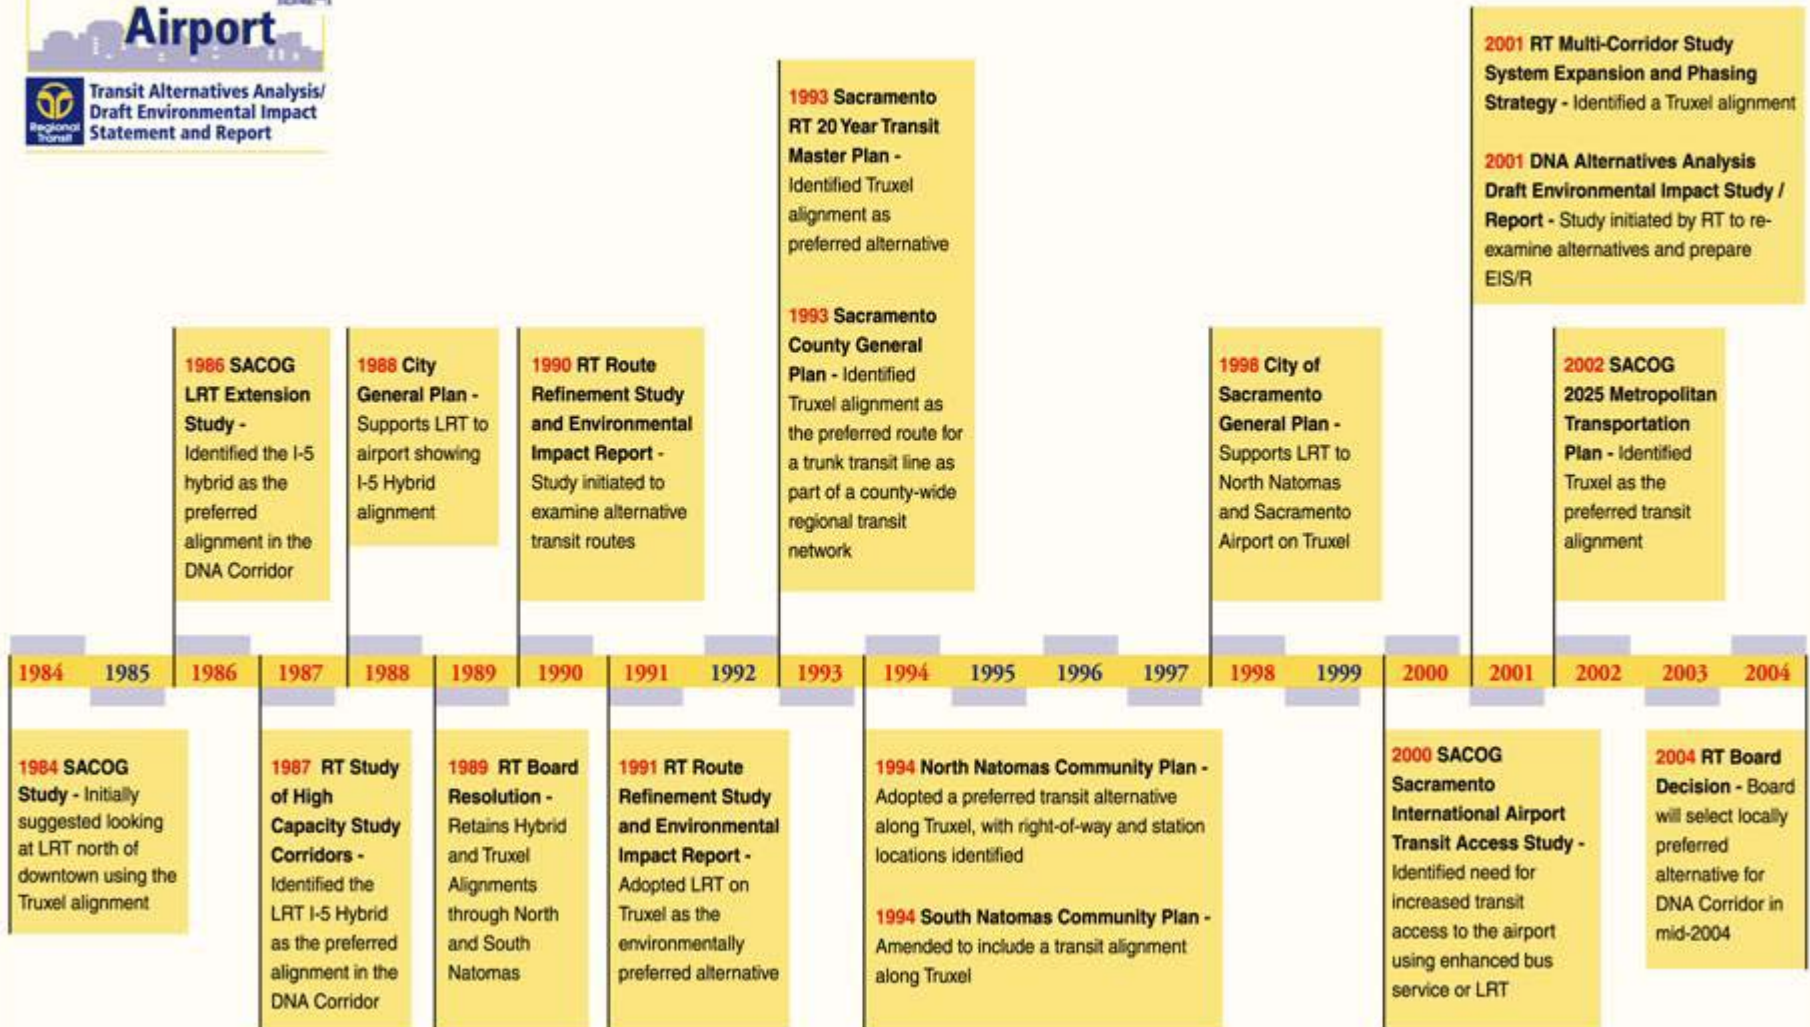 Airport
Regional
Transit
Transit Alternatives Analysis/
Draft Environmental Impact
Statement and Report
1986 SACOG
LRT Extension
Study -
Identified the I-5
hybrid as the
preferred
alignment in the
DNA Corridor
1988 City
General Plan -
Supports LRT to
airport showing
I-5 Hybrid
alignment
1990 RT Route
Refinement Study
and Environmental
Impact Report -
Study initiated to
examine alternative
transit routes
1993 Sacramento
RT 20 Year Transit
Master Plan -
Identified Truxel
alignment as
preferred alternative
1993 Sacramento
County General
Plan - Identified
Truxel alignment as
the preferred route for
a trunk transit line as
part of a county-wide
regional transit
network
1998 City of
Sacramento
General Plan -
Supports LRT to
North Natomas
and Sacramento
Airport on Truxel
2001 RT Multi-Corridor Study
System Expansion and Phasing
Strategy - Identified a Truxel alignment
2001 DNA Alternatives Analysis
Draft Environmental Impact Study /
Report - Study initiated by RT to re-
examine alternatives and prepare
EIS/R
2002 SACOG
2025 Metropolitan
Transportation
Plan - Identified
Truxel as the
preferred transit
alignment
1984 1985 1986 1987 1988 1989 1990 1991 1992 1993 1994 1995 1996 1997 1998 1999 2000 2001 2002 2003 2004
1984 SACOG
Study - Initially
suggested looking
at LRT north of
downtown using the
Truxel alignment
1987 RT Study
of High
Capacity Study
Corridors -
Identified the
LRT I-5 Hybrid
as the preferred
alignment in the
DNA Corridor
1989 RT Board
Resolution -
Retains Hybrid
and Truxel
Alignments
through North
and South
Natomas
1991 RT Route
Refinement Study
and Environmental
Impact Report -
Adopted LRT on
Truxel as the
environmentally
preferred alternative
1994 North Natomas Community Plan -
Adopted a preferred transit alternative
along Truxel, with right-of-way and station
locations identified
1994 South Natomas Community Plan -
Amended to include a transit alignment
along Truxel
2000 SACOG
Sacramento
International Airport
Transit Access Study -
Identified need for
increased transit
access to the airport
using enhanced bus
service or LRT
2004 RT Board
Decision - Board
will select locally
preferred
alternative for
DNA Corridor in
mid-2004